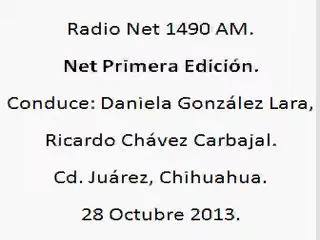 Radio Net 1490 AM.
Net Primera Edición.
Conduce: Daniela González Lara,
Ricardo Chávez Carbajal.
Cd. Juárez, Chihuahua.
28 Octubre 2013.